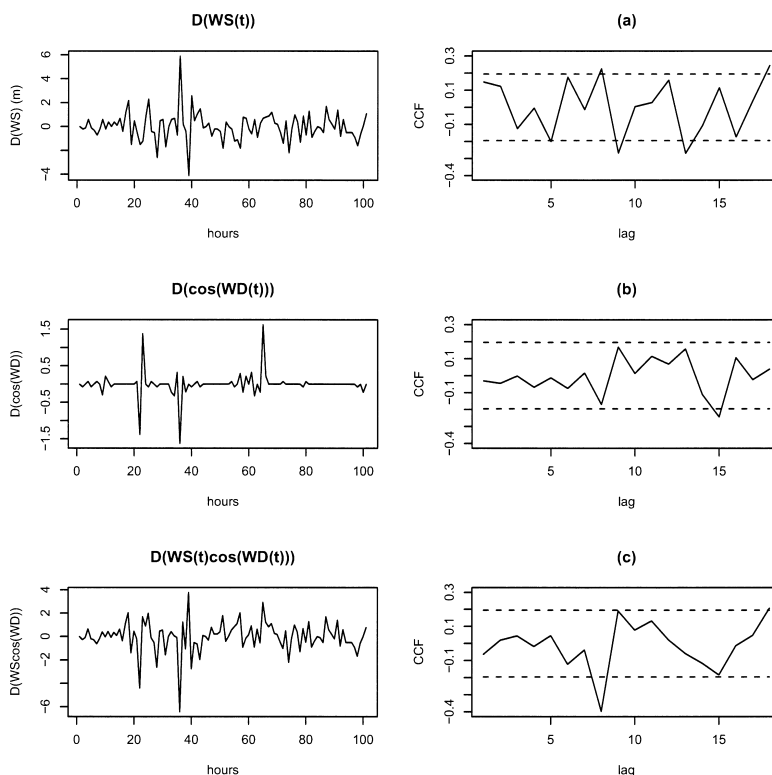 D(WS(t))
D(WS) (m)
6
4
2
0
−4
0 20 40 60 80 100
hours
(a)
CCF
0.3
0.1
−0.1
−0.4
5 10 15
lag
D(cos(WD(t)))
D(cos(WD))
1.5
0.5
−0.5
−1.5
0 20 40 60 80 100
hours
(b)
CCF
0.3
0.1
−0.1
−0.4
5 10 15
lag
D(WS(t)cos(WD(t)))
D(WScos(WD))
4
2
0
−2
−6
0 20 40 60 80 100
hours
(c)
CCF
0.3
0.1
−0.1
−0.4
5 10 15
lag